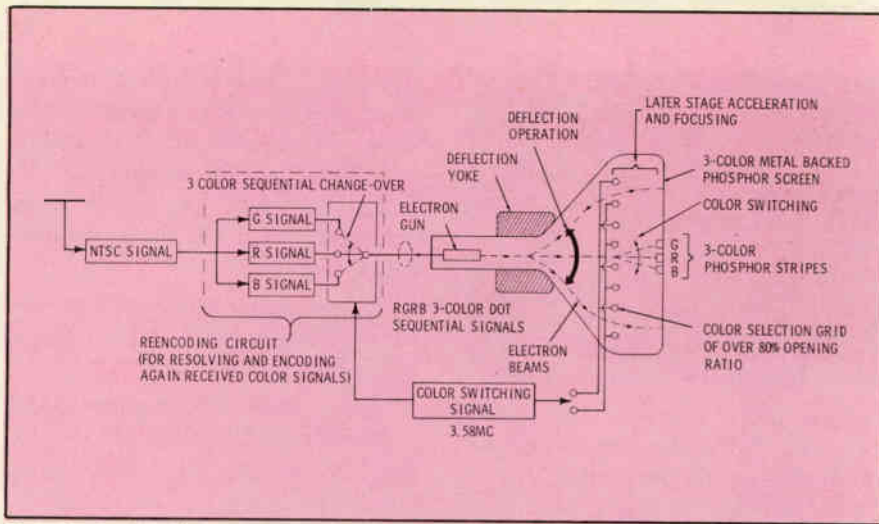 LATER STAGE ACCELERATION
AND FOCUSING
DEFLECTION
OPERATION
DEFLECTION
YOKE
3-COLOR METAL BACKED
PHOSPHOR SCREEN
3 COLOR SEQUENTIAL CHANGE-OVER
ELECTRON
GUN
COLOR SWITCHING
G SIGNAL
NTSC SIGNAL
R SIGNAL
B SIGNAL
G
R
B
3-COLOR
PHOSPHOR STRIPES
RGRB 3-COLOR DOT
SEQUENTIAL SIGNALS
REENCODING CIRCUIT
(FOR RESOLVING AND ENCODING
AGAIN RECEIVED COLOR SIGNALS)
ELECTRON
BEAMS
COLOR SELECTION GRID
OF OVER 80% OPENING
RATIO
COLOR SWITCHING
SIGNAL
3.58MC